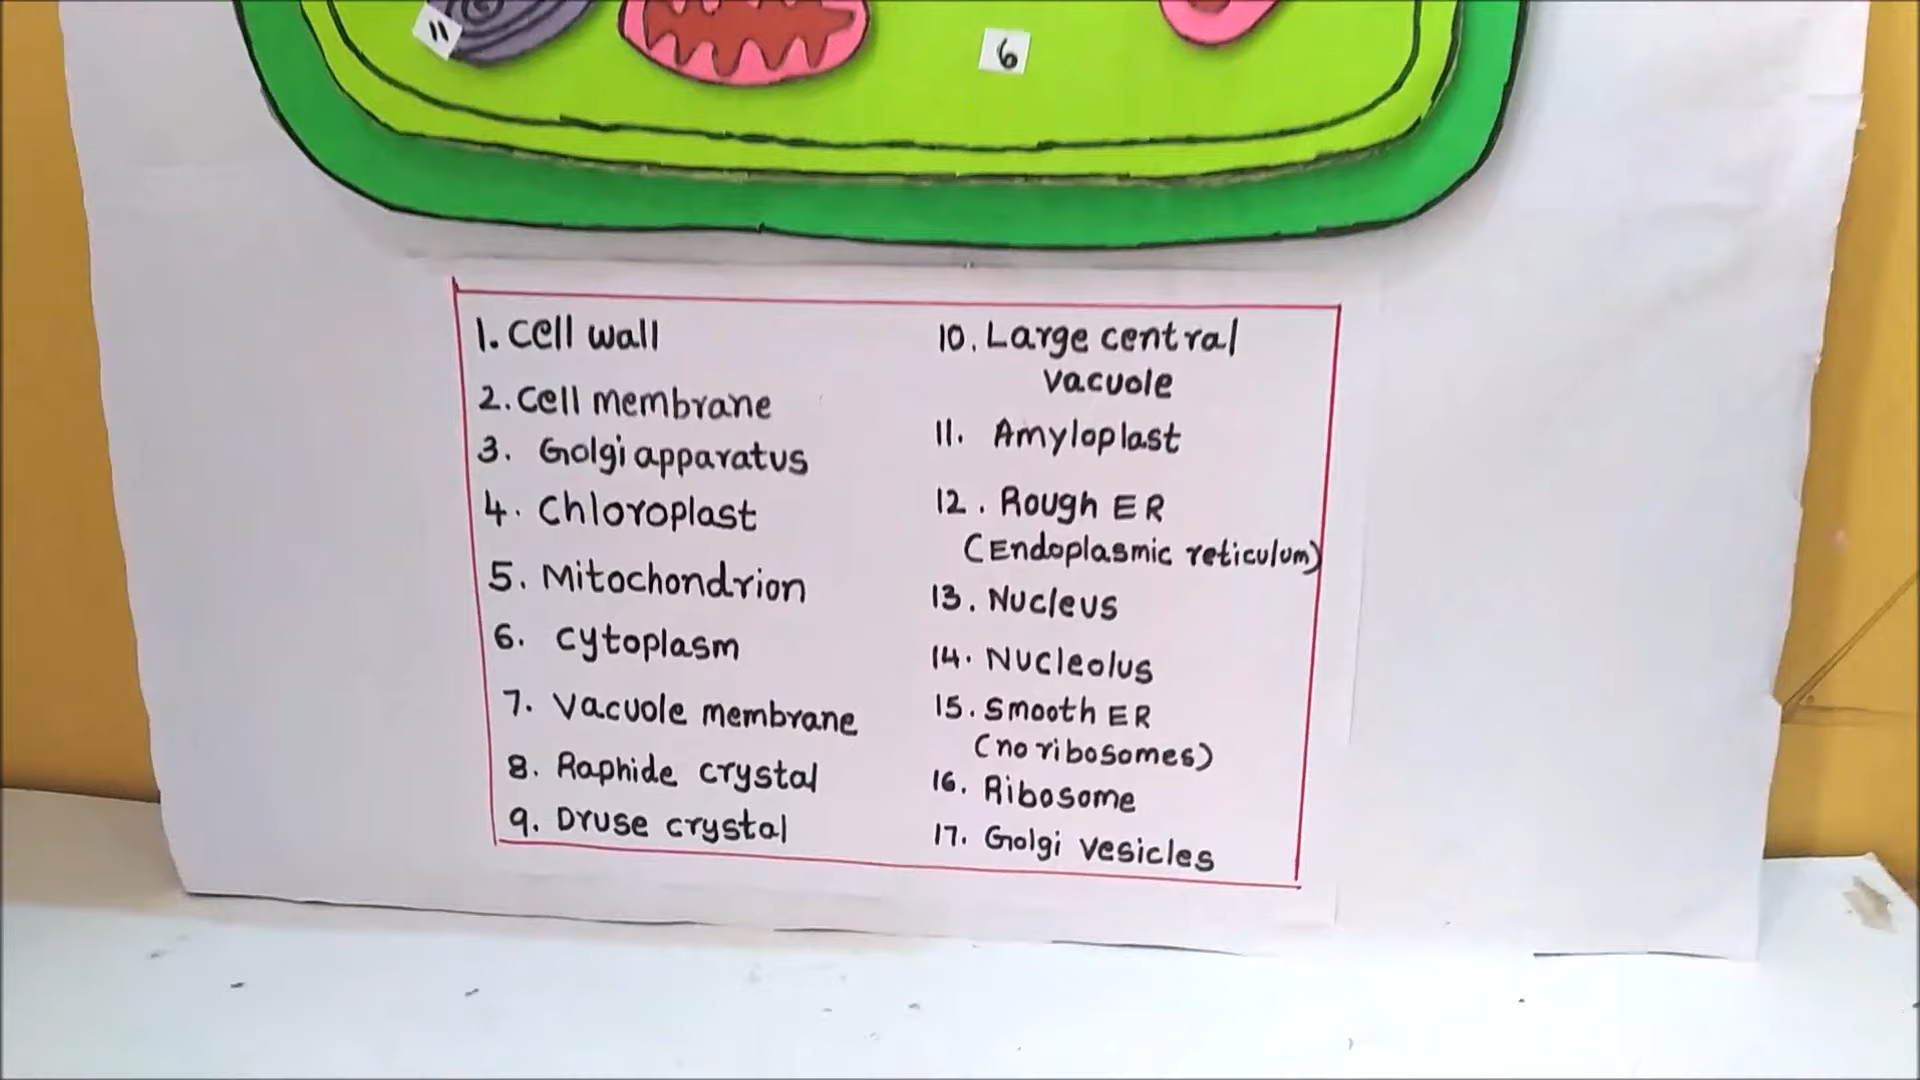 11
6
1. Cell wall
2. Cell membrane
3. Golgi apparatus
4. Chloroplast
5. Mitochondrion
6. Cytoplasm
7. Vacuole membrane
8. Raphide crystal
9. Druse crystal
10. Large central
vacuole
11. Amyloplast
12. Rough ER
(Endoplasmic reticulum)
13. Nucleus
14. Nucleolus
15. Smooth ER
(no ribosomes)
16. Ribosome
17. Golgi vesicles